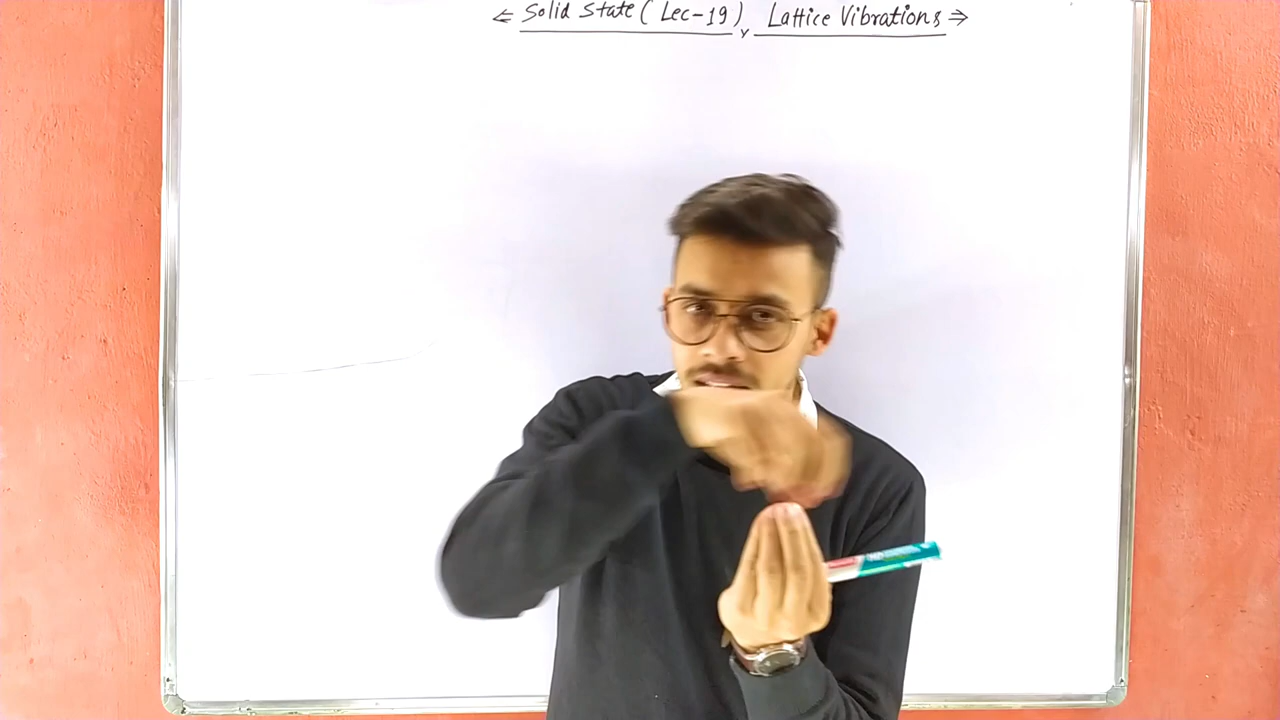 ⇐ Solid State ( Lec-19 ), Lattice Vibrations ⇒